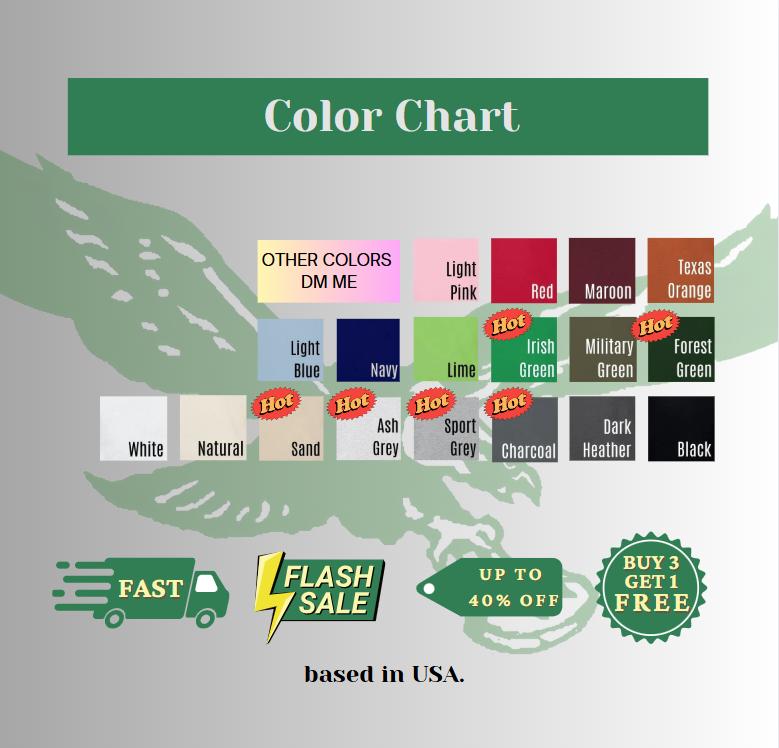 Color Chart
OTHER COLORS
DM ME
Light
Pink
Red
Maroon
Texas
Orange
Light
Blue
Navy
Lime
Hot
Irish
Green
Military
Green
Hot
Forest
Green
White
Natural
Hot
Sand
Hot
Ash
Grey
Hot
Sport
Grey
Hot
Charcoal
Dark
Heather
Black
FAST
FLASH
SALE
UP TO
40% OFF
BUY 3
GET 1
FREE
based in USA.